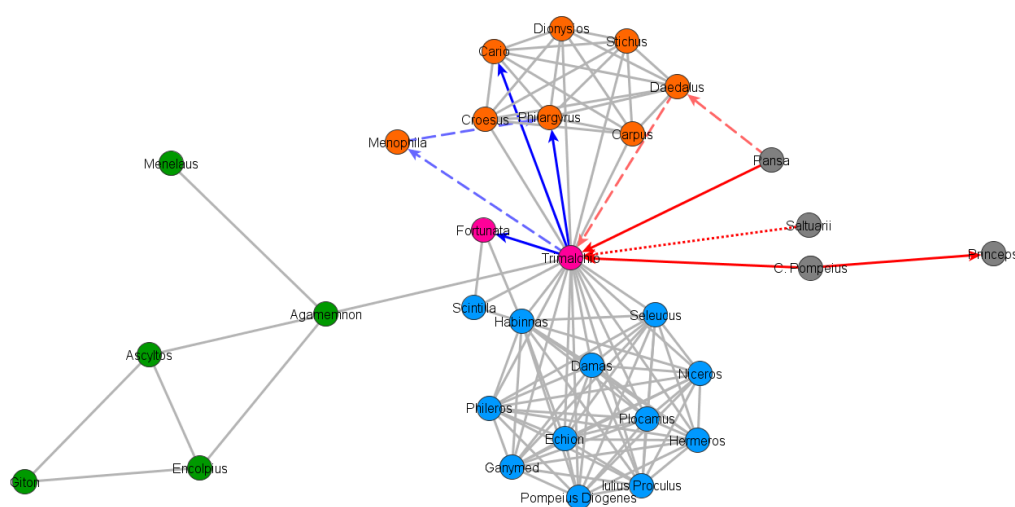 Dionysios
Stichus
Cario
Daedalus
Croesus
Philargyrus
Carpus
Menophila
Pansa
Menelaus
Saltuarii
Fortunata
Trimalchio
Princeps
C. Pompeius
Scintilla
Agamemnon
Habinnas
Seleucus
Ascyltos
Damas
Niceros
Phileros
Plocamus
Echion
Hermeros
Encolpius
Ganymed
Giton
Iulius Proculus
Pompeius Diogenes